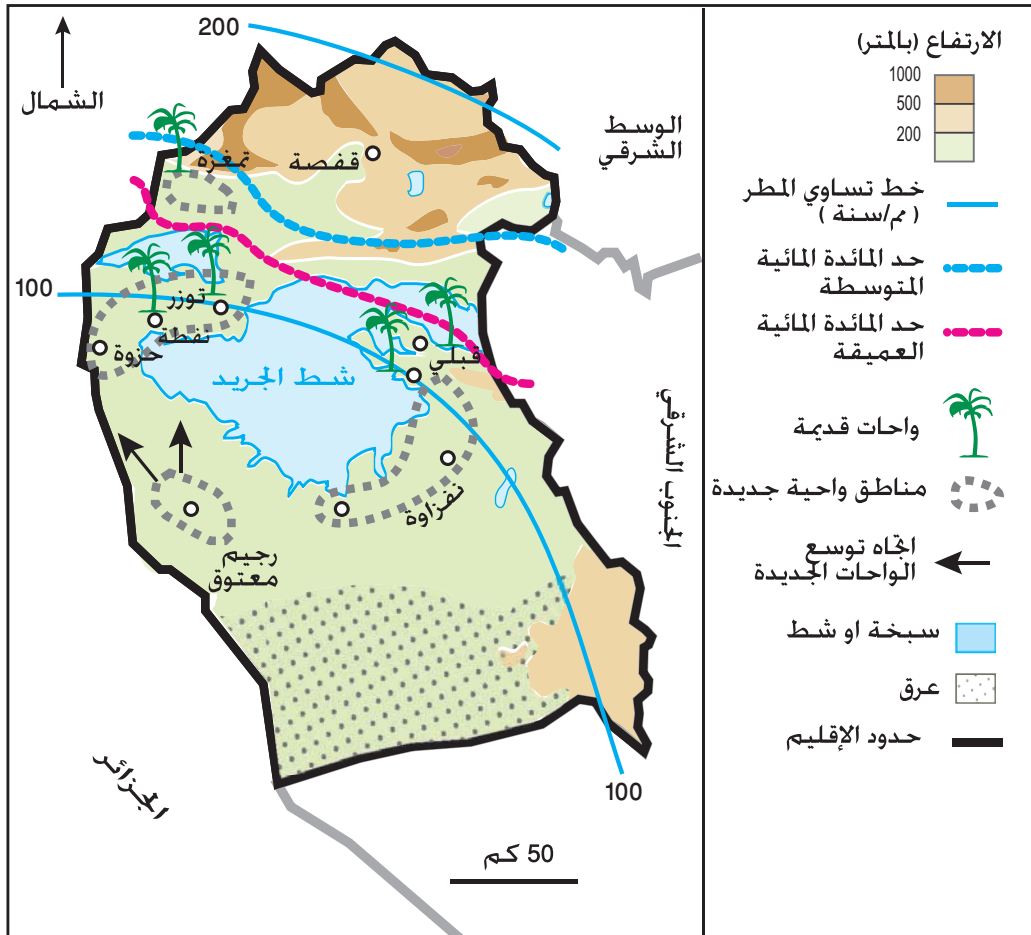 الشمال
200
تمغزة
قفصة
الوسط
الشرقي
100
توزر
نفطة
حزوة
شط الجريد
قبلي
نفزاوة
رجيم
معتوق
الجنوب الشرقي
الجزائر
100
50 كم
الارتفاع (بالمتر)
1000
500
200
خط تساوي المطر
(مم/سنة)
حد المائدة المائية
المتوسطة
حد المائدة المائية
العميقة
واحات قديمة
مناطق واحية جديدة
اتجاه توسع
الواحات الجديدة
سبخة او شط
عرق
حدود الإقليم